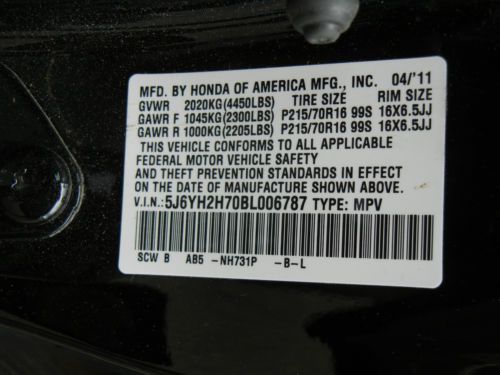 MFD. BY HONDA OF AMERICA MFG., INC. 04/'11
GVWR 2020KG(4450LBS) TIRE SIZE RIM SIZE
GAWR F 1045KG(2300LBS) P215/70R16 99S 16X6.5JJ
GAWR R 1000KG(2205LBS) P215/70R16 99S 16X6.5JJ
THIS VEHICLE CONFORMS TO ALL APPLICABLE
FEDERAL MOTOR VEHICLE SAFETY
AND THEFT PREVENTION STANDARDS IN EFFECT ON
THE DATE OF MANUFACTURE SHOWN ABOVE.
V.I.N.: 5J6YH2H70BL006787 TYPE: MPV
SCW B AB5 -NH731P -B-L